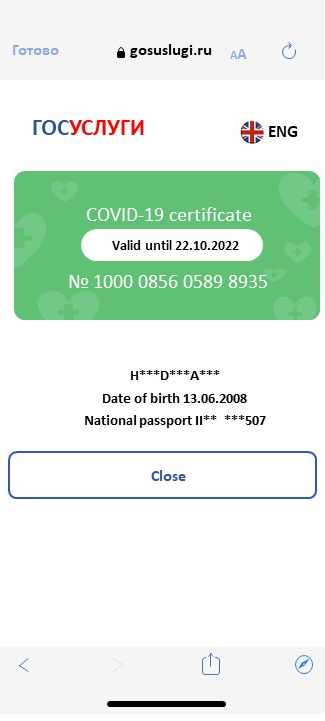 Готово gosuslugi.ru AA
ГОСУСЛУГИ ENG
COVID-19 certificate
Valid until 22.10.2022
№ 1000 0856 0589 8935
H***D***A***
Date of birth 13.06.2008
National passport II** ***507
Close